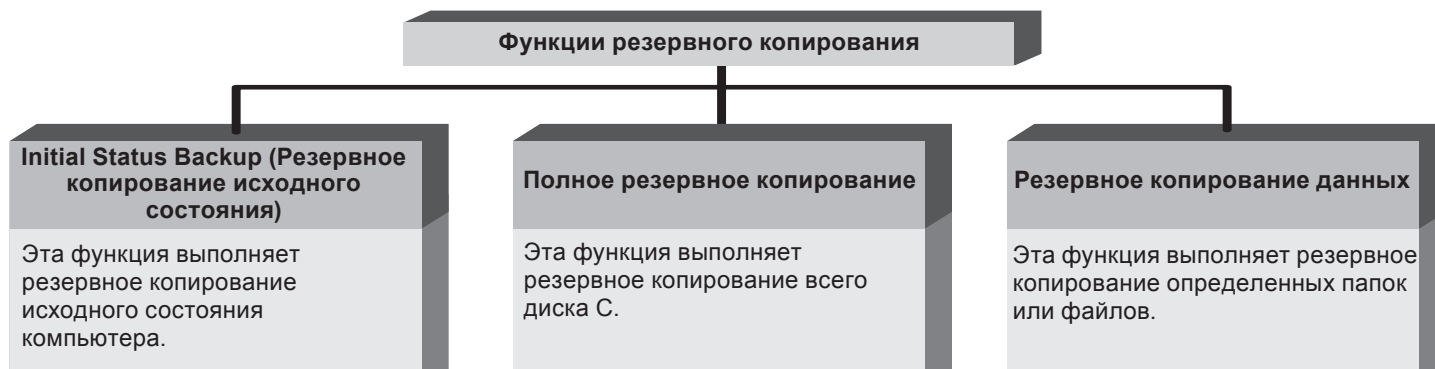 Функции резервного копирования
Initial Status Backup (Резервное
копирование исходного
состояния)
Эта функция выполняет
резервное копирование
исходного состояния
компьютера.
Полное резервное копирование
Эта функция выполняет
резервное копирование всего
диска C.
Резервное копирование данных
Эта функция выполняет резервное
копирование определенных папок
или файлов.